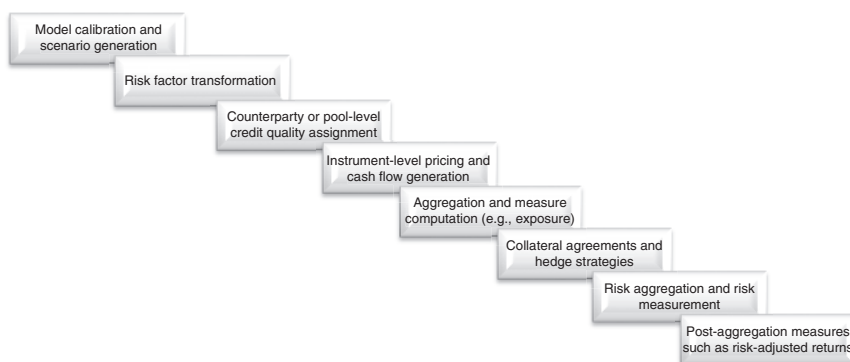 Model calibration and
scenario generation
Risk factor transformation
Counterparty or pool-level
credit quality assignment
Instrument-level pricing and
cash flow generation
Aggregation and measure
computation (e.g., exposure)
Collateral agreements and
hedge strategies
Risk aggregation and risk
measurement
Post-aggregation measures
such as risk-adjusted returns